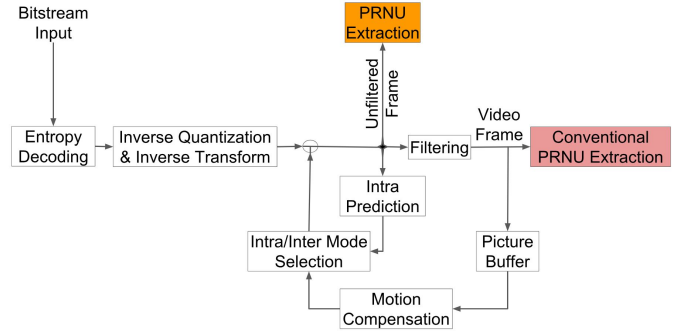 Bitstream
Input
PRNU
Extraction
Unfiltered
Frame
Video
Frame
Entropy
Decoding
Inverse Quantization
& Inverse Transform
Filtering
Conventional
PRNU Extraction
Intra
Prediction
Intra/Inter Mode
Selection
Picture
Buffer
Motion
Compensation